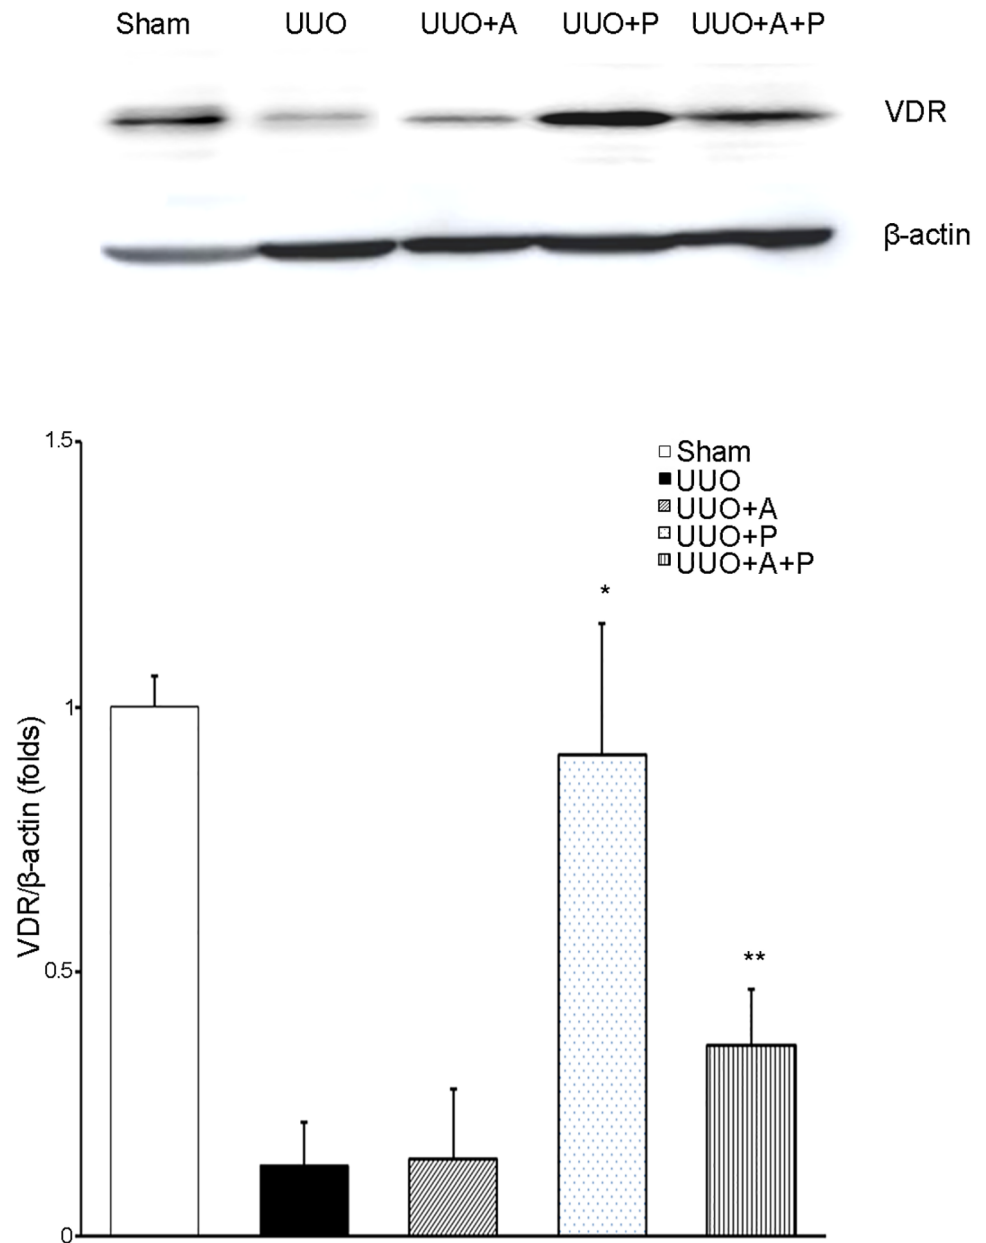 Sham UUO UUO+A UUO+P UUO+A+P
VDR
β-actin
1.5
1
0.5
0
VDR/β-actin (folds)
Sham
UUO
UUO+A
UUO+P
UUO+A+P
*
**